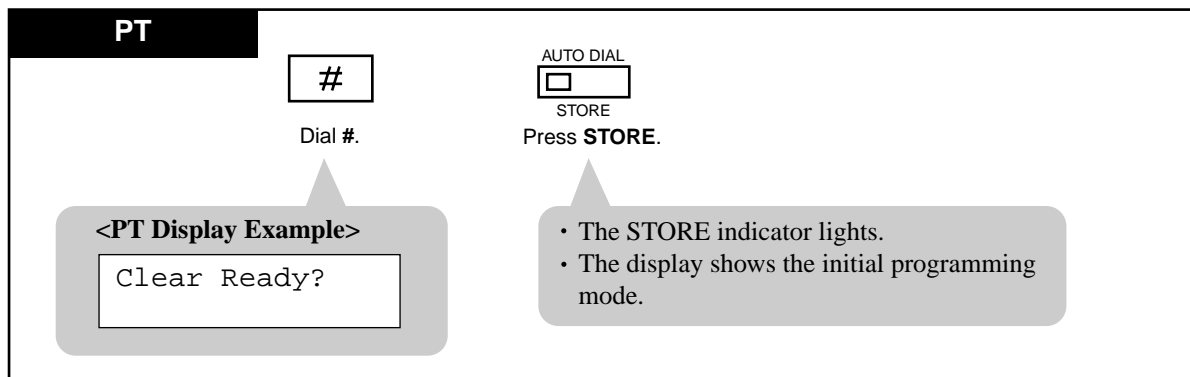 PT
#
AUTO DIAL
STORE
Dial #.
Press STORE.
<PT Display Example>
Clear Ready?
・The STORE indicator lights.
・The display shows the initial programming
mode.